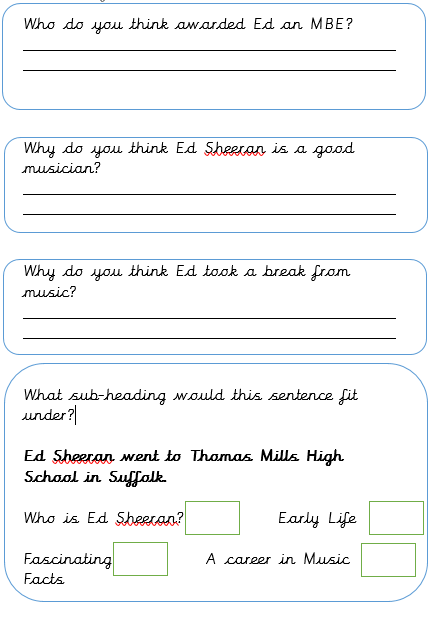 Who do you think awarded Ed an MBE?
Why do you think Ed Sheeran is a good
musician?
Why do you think Ed took a break from
music?
What sub-heading would this sentence fit
under?
Ed Sheeran went to Thomas Mills High
School in Suffolk.
Who is Ed Sheeran? Early Life
Fascinating A career in Music
Facts